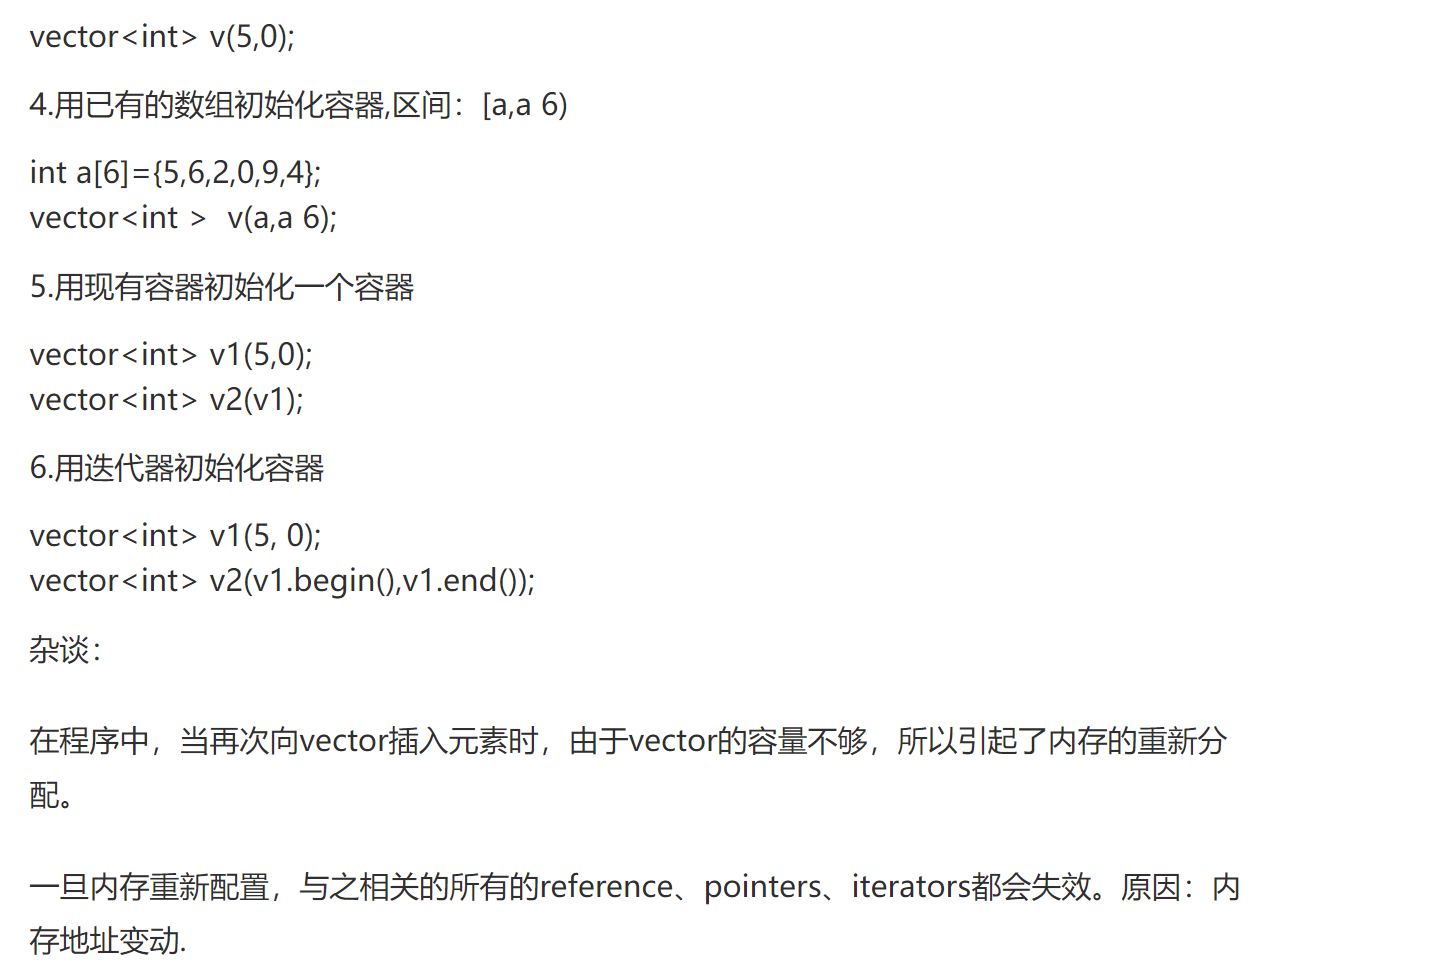 vector<int> v(5,0);
4.用已有的数组初始化容器,区间：[a,a 6)
int a[6]={5,6,2,0,9,4};
vector<int >  v(a,a 6);
5.用现有容器初始化一个容器
vector<int> v1(5,0);
vector<int> v2(v1);
6.用迭代器初始化容器
vector<int> v1(5, 0);
vector<int> v2(v1.begin(),v1.end());
杂谈：
在程序中，当再次向vector插入元素时，由于vector的容量不够，所以引起了内存的重新分
配。
一旦内存重新配置，与之相关的所有的reference、pointers、iterators都会失效。原因：内
存地址变动.